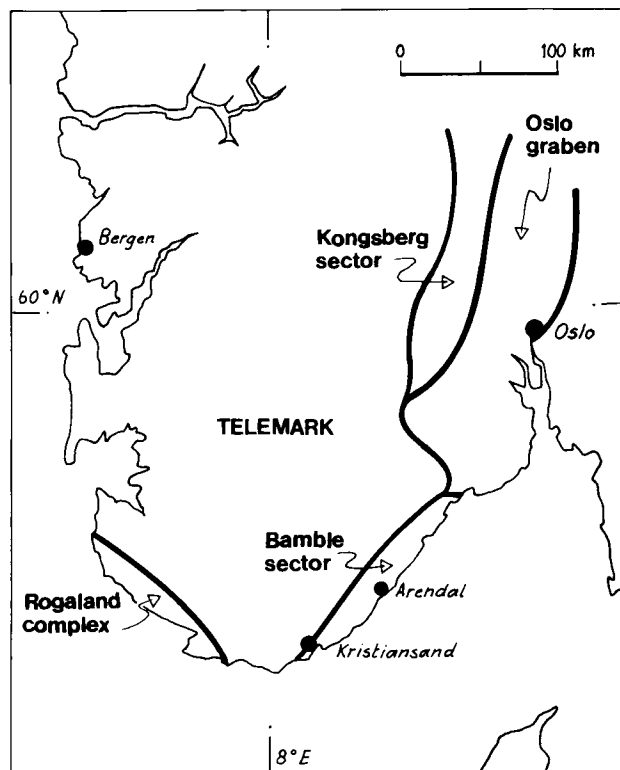 0
100 km
Oslo
graben
Bergen
Kongsberg
sector
60°N
Oslo
TELEMARK
Bamble
sector
Rogaland
complex
Arendal
Kristiansand
8°E